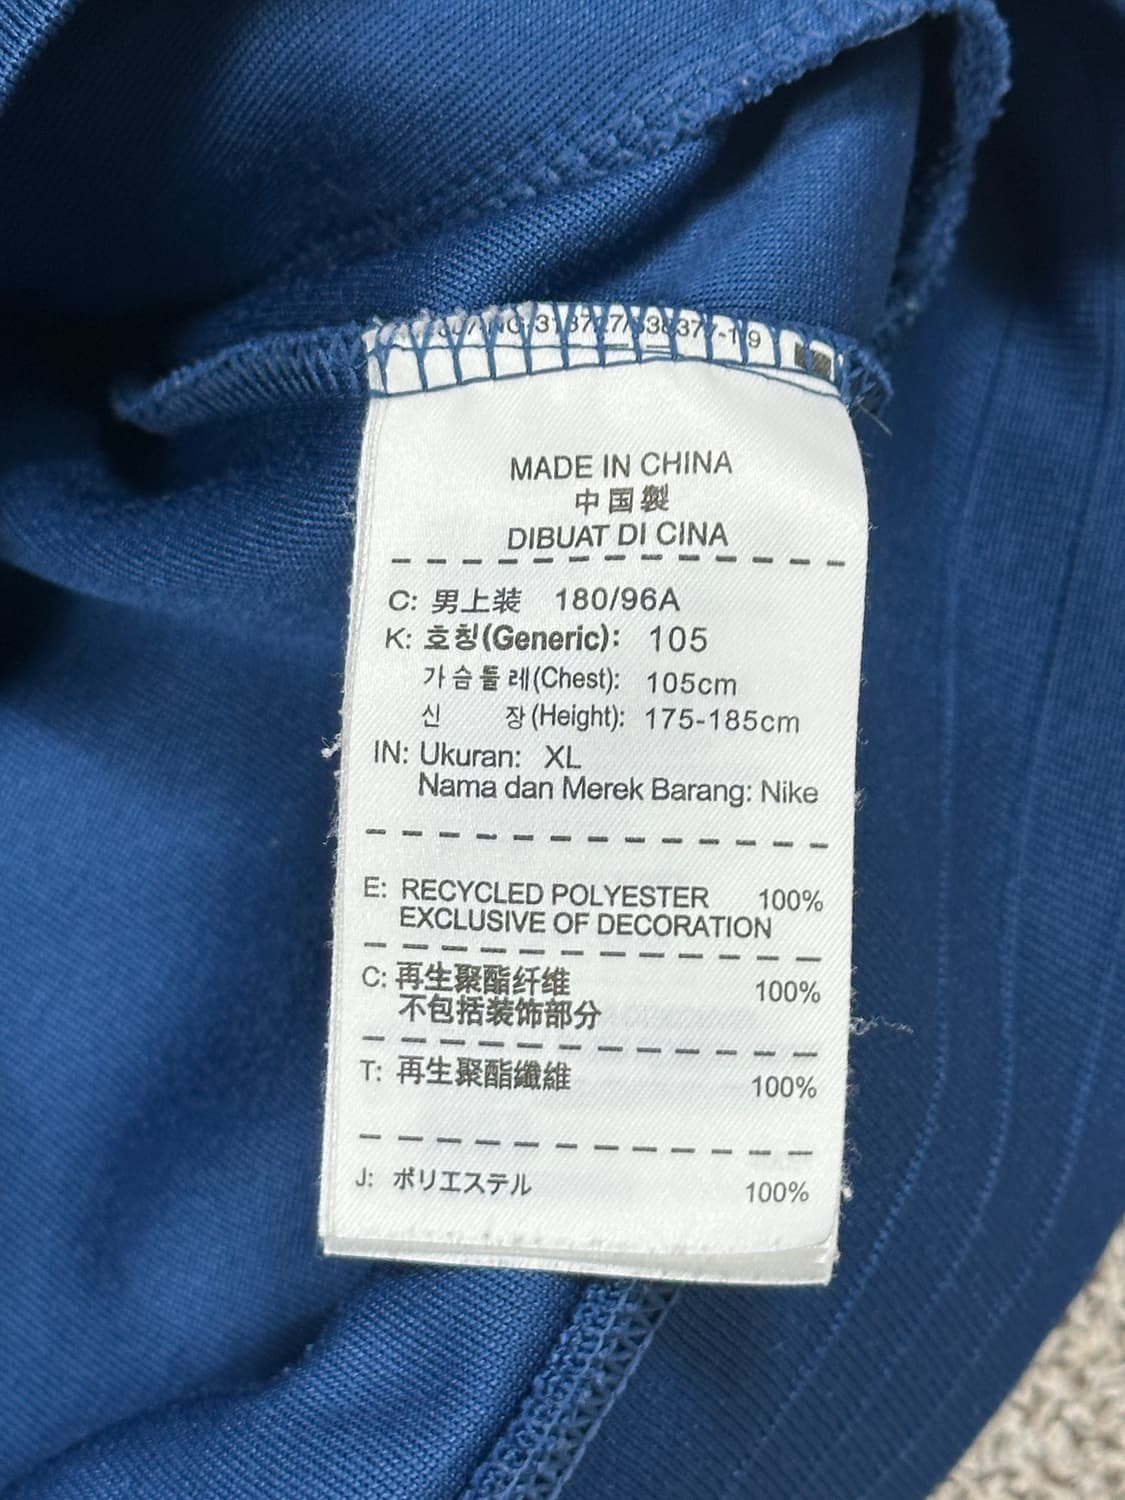 MADE IN CHINA
中国製
DIBUAT DI CINA
C: 男上装 180/96A
K: 호칭(Generic): 105
가슴둘레(Chest): 105cm
신 장(Height): 175-185cm
IN: Ukuran: XL
Nama dan Merek Barang: Nike
E: RECYCLED POLYESTER 100%
EXCLUSIVE OF DECORATION
C: 再生聚酯纤维 100%
不包括装饰部分
T: 再生聚酯纖維 100%
J: ポリエステル 100%